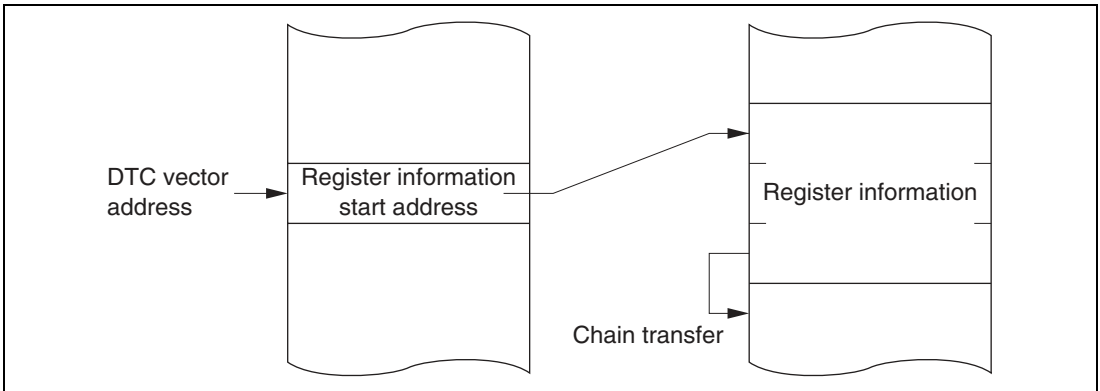 DTC vector
address
Register information
start address
Register information
Chain transfer